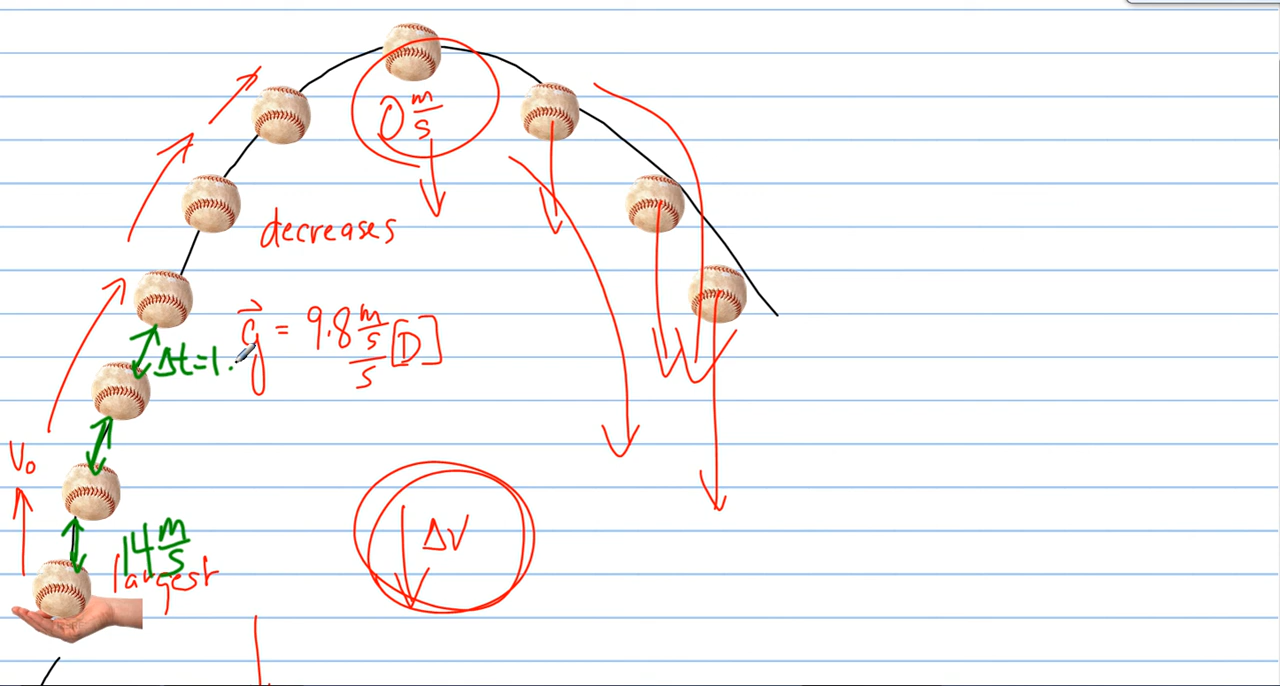 0 m/s
decreases
g⃗ = 9.8 m/s/s [D]
Δt=1.
V₀
14 m/s
largest
ΔV